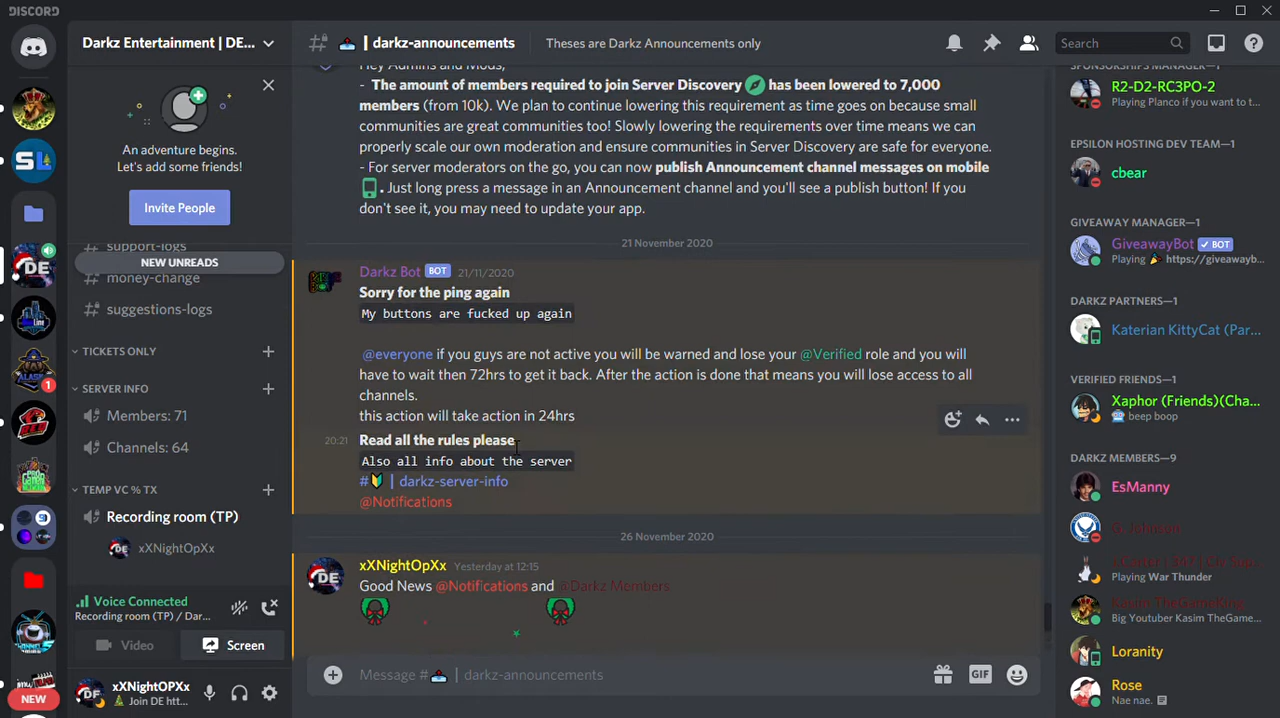 DISCORD
Darkz Entertainment | DE...
| darkz-announcements
Theses are Darkz Announcements only
Search
An adventure begins.
Let's add some friends!
Invite People
support-logs
NEW UNREADS
money-change
suggestions-logs
TICKETS ONLY
SERVER INFO
Members: 71
Channels: 64
TEMP VC % TX
Recording room (TP)
xXNightOpXx
Voice Connected
Recording room (TP) / Dar...
Video
Screen
xXNightOpXx
Join DE htt...
1
9
NEW
Hey Admins and Mods,
- The amount of members required to join Server Discovery has been lowered to 7,000
members (from 10k). We plan to continue lowering this requirement as time goes on because small
communities are great communities too! Slowly lowering the requirements over time means we can
properly scale our own moderation and ensure communities in Server Discovery are safe for everyone.
- For server moderators on the go, you can now publish Announcement channel messages on mobile
. Just long press a message in an Announcement channel and you'll see a publish button! If you
don't see it, you may need to update your app.
21 November 2020
Darkz Bot BOT 21/11/2020
Sorry for the ping again
My buttons are fucked up again
@everyone if you guys are not active you will be warned and lose your @Verified role and you will
have to wait then 72hrs to get it back. After the action is done that means you will lose access to all
channels.
this action will take action in 24hrs
20:21 Read all the rules please
Also all info about the server
# | darkz-server-info
@Notifications
26 November 2020
xXNightOpXx Yesterday at 12:15
Good News @Notifications and @Darkz Members
Message # | darkz-announcements
GIF
SPONSORSHIPS MANAGER—1
R2-D2-RC3PO-2
Playing Planco if you want to t...
EPSILON HOSTING DEV TEAM—1
cbear
GIVEAWAY MANAGER—1
GiveawayBot BOT
Playing https://giveawayb...
DARKZ PARTNERS—1
Katerian KittyCat (Par...
VERIFIED FRIENDS—1
Xaphor (Friends)(Cha...
beep boop
DARKZ MEMBERS—9
EsManny
G. Johnson
Playing War Thunder
Kasim TheGameKing
Big Youtuber Kasim TheGame...
Loranity
Rose
Nae nae.